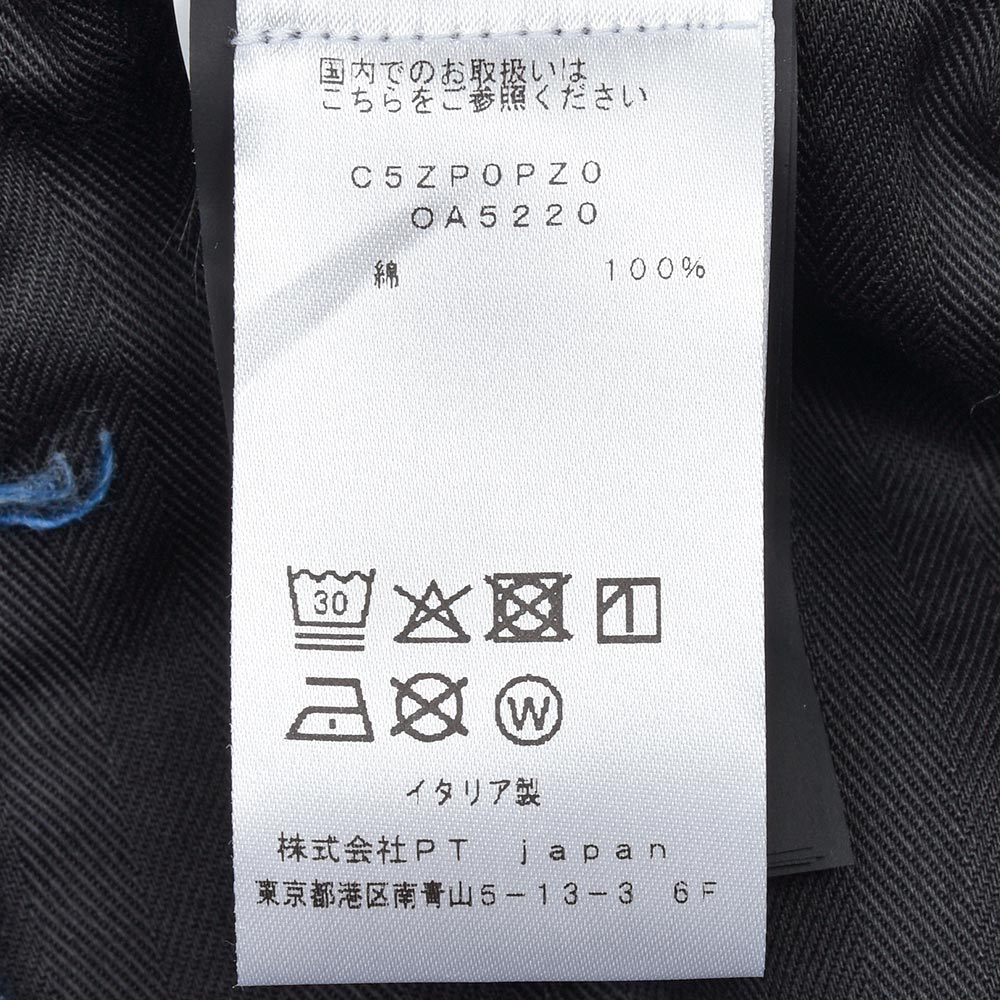 国内でのお取扱いは
こちらをご参照ください
C5ZP0PZ0
0A5220
綿 100%
30
W
イタリア製
株式会社PT japan
東京都港区南青山5-13-3 6F